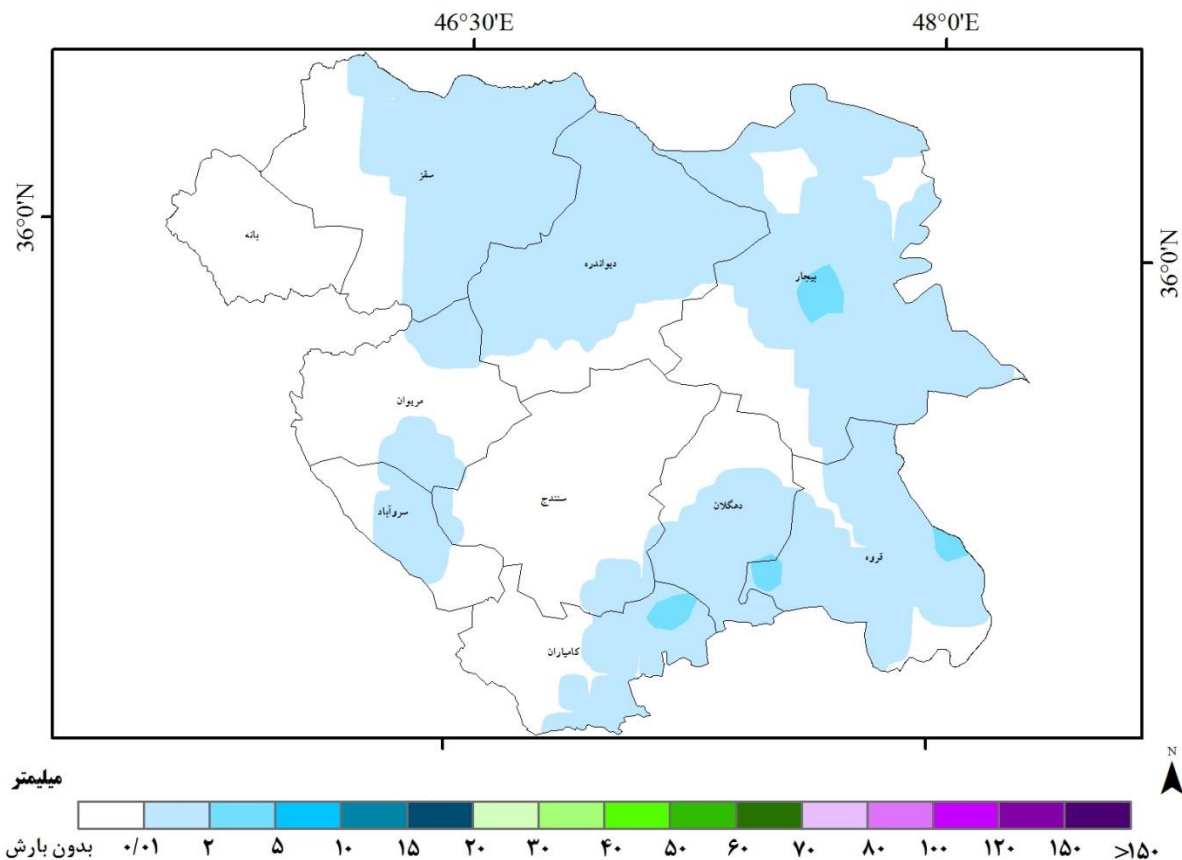 46°30'E 48°0'E
36°0'N
36°0'N
سقز
بانه
دیواندره
بیجار
مریوان
سنندج
دهگلان
سروآباد
قروه
کامیاران
N
میلیمتر
بدون بارش ۰/۰۱ ۲ ۵ ۱۰ ۱۵ ۲۰ ۳۰ ۴۰ ۵۰ ۶۰ ۷۰ ۸۰ ۱۰۰ ۱۲۰ ۱۵۰ >۱۵۰